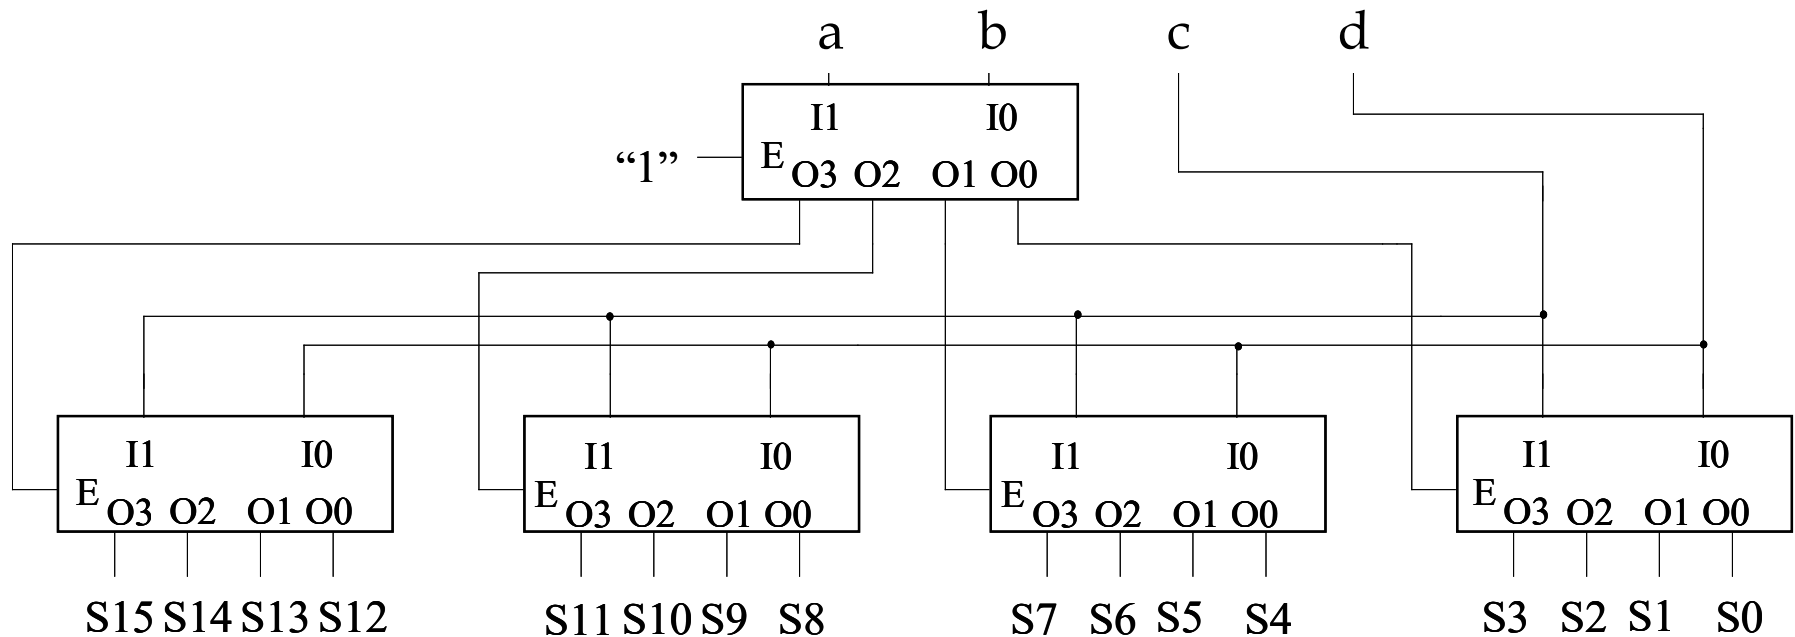 a b c d
I1 I0
“1” E O3 O2 O1 O0
I1 I0 I1 I0 I1 I0 I1 I0
E O3 O2 O1 O0 E O3 O2 O1 O0 E O3 O2 O1 O0 E O3 O2 O1 O0
S15 S14 S13 S12 S11 S10 S9 S8 S7 S6 S5 S4 S3 S2 S1 S0